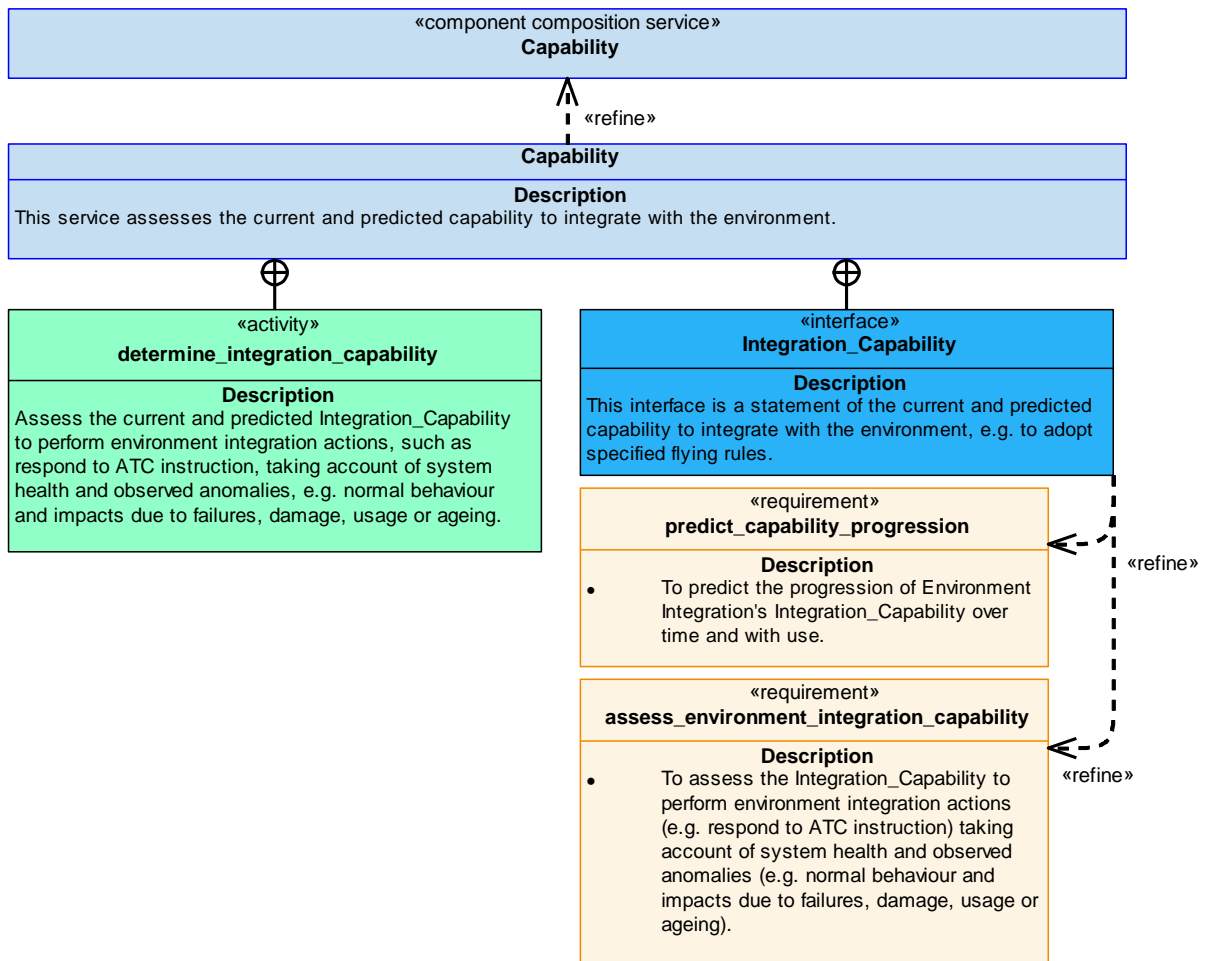 «component composition service»
Capability
«refine»
Capability
Description
This service assesses the current and predicted capability to integrate with the environment.
«activity»
determine_integration_capability
Description
Assess the current and predicted Integration_Capability
to perform environment integration actions, such as
respond to ATC instruction, taking account of system
health and observed anomalies, e.g. normal behaviour
and impacts due to failures, damage, usage or ageing.
«interface»
Integration_Capability
Description
This interface is a statement of the current and predicted
capability to integrate with the environment, e.g. to adopt
specified flying rules.
«requirement»
predict_capability_progression
Description
• To predict the progression of Environment
Integration's Integration_Capability over
time and with use.
«refine»
«requirement»
assess_environment_integration_capability
Description
• To assess the Integration_Capability to
perform environment integration actions
(e.g. respond to ATC instruction) taking
account of system health and observed
anomalies (e.g. normal behaviour and
impacts due to failures, damage, usage or
ageing).
«refine»